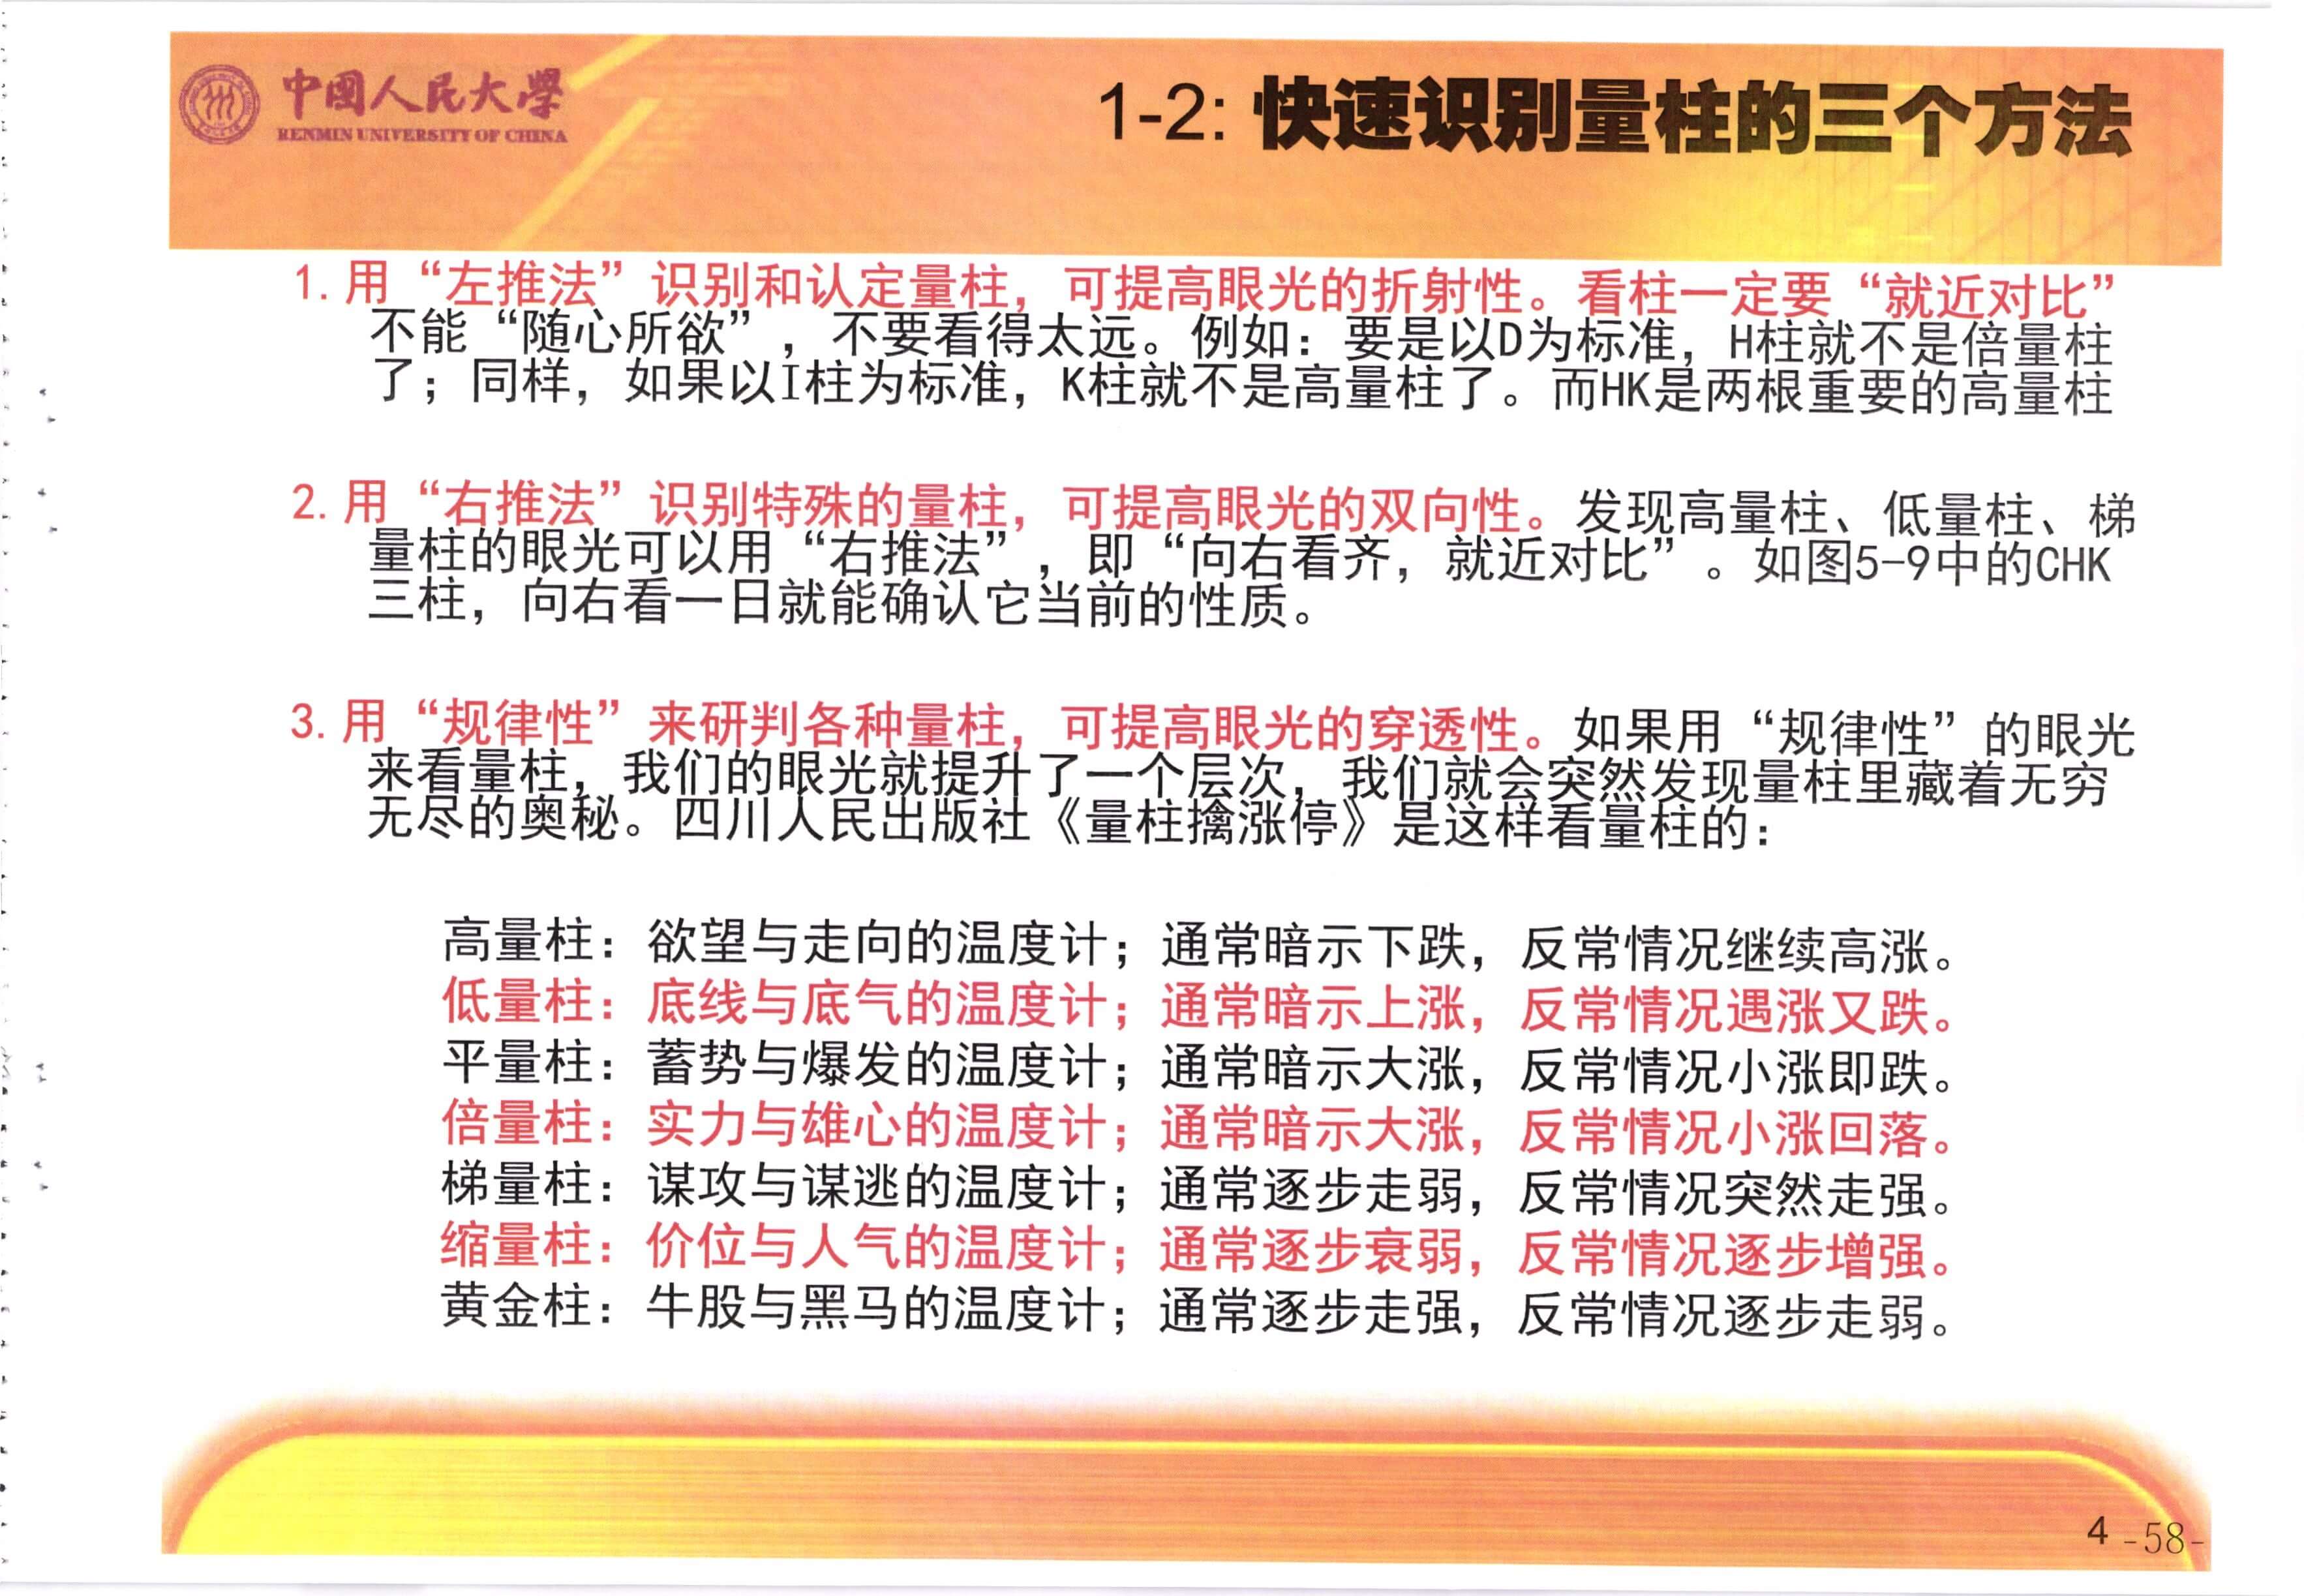 中国人民大学
RENMIN UNIVERSITY OF CHINA
1-2: 快速识别量柱的三个方法
1. 用“左推法”识别和认定量柱，可提高眼光的折射性。看柱一定要“就近对比”
不能“随心所欲”，不要看得太远。例如：要是以D为标准，H柱就不是倍量柱
了；同样，如果以I柱为标准，K柱就不是高量柱了。而HK是两根重要的高量柱
2. 用“右推法”识别特殊的量柱，可提高眼光的双向性。发现高量柱、低量柱、梯
量柱的眼光可以用“右推法”，即“向右看齐，就近对比”。如图5-9中的CHK
三柱，向右看一日就能确认它当前的性质。
3. 用“规律性”来研判各种量柱，可提高眼光的穿透性。如果用“规律性”的眼光
来看量柱，我们的眼光就提升了一个层次，我们就会突然发现量柱里藏着无穷
无尽的奥秘。四川人民出版社《量柱擒涨停》是这样看量柱的：
高量柱：欲望与走向的温度计；通常暗示下跌，反常情况继续高涨。
低量柱：底线与底气的温度计；通常暗示上涨，反常情况遇涨又跌。
平量柱：蓄势与爆发的温度计；通常暗示大涨，反常情况小涨即跌。
倍量柱：实力与雄心的温度计；通常暗示大涨，反常情况小涨回落。
梯量柱：谋攻与谋逃的温度计；通常逐步走弱，反常情况突然走强。
缩量柱：价位与人气的温度计；通常逐步衰弱，反常情况逐步增强。
黄金柱：牛股与黑马的温度计；通常逐步走强，反常情况逐步走弱。
4 -58-